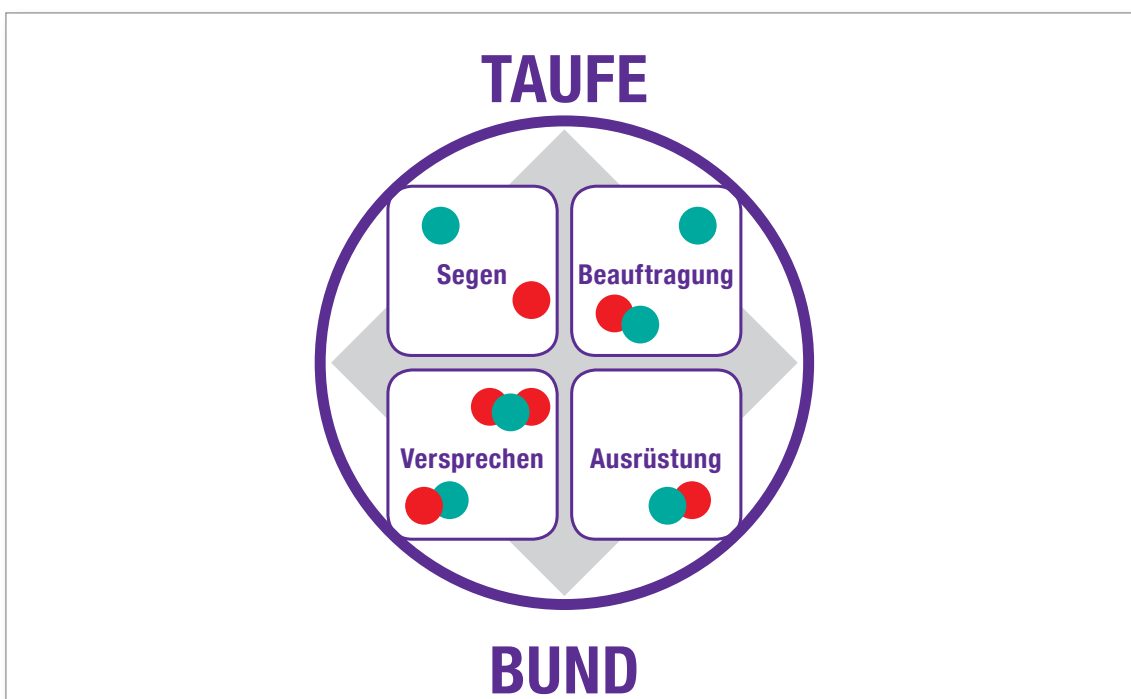 TAUFE
Segen
Beauftragung
Versprechen
Ausrüstung
BUND